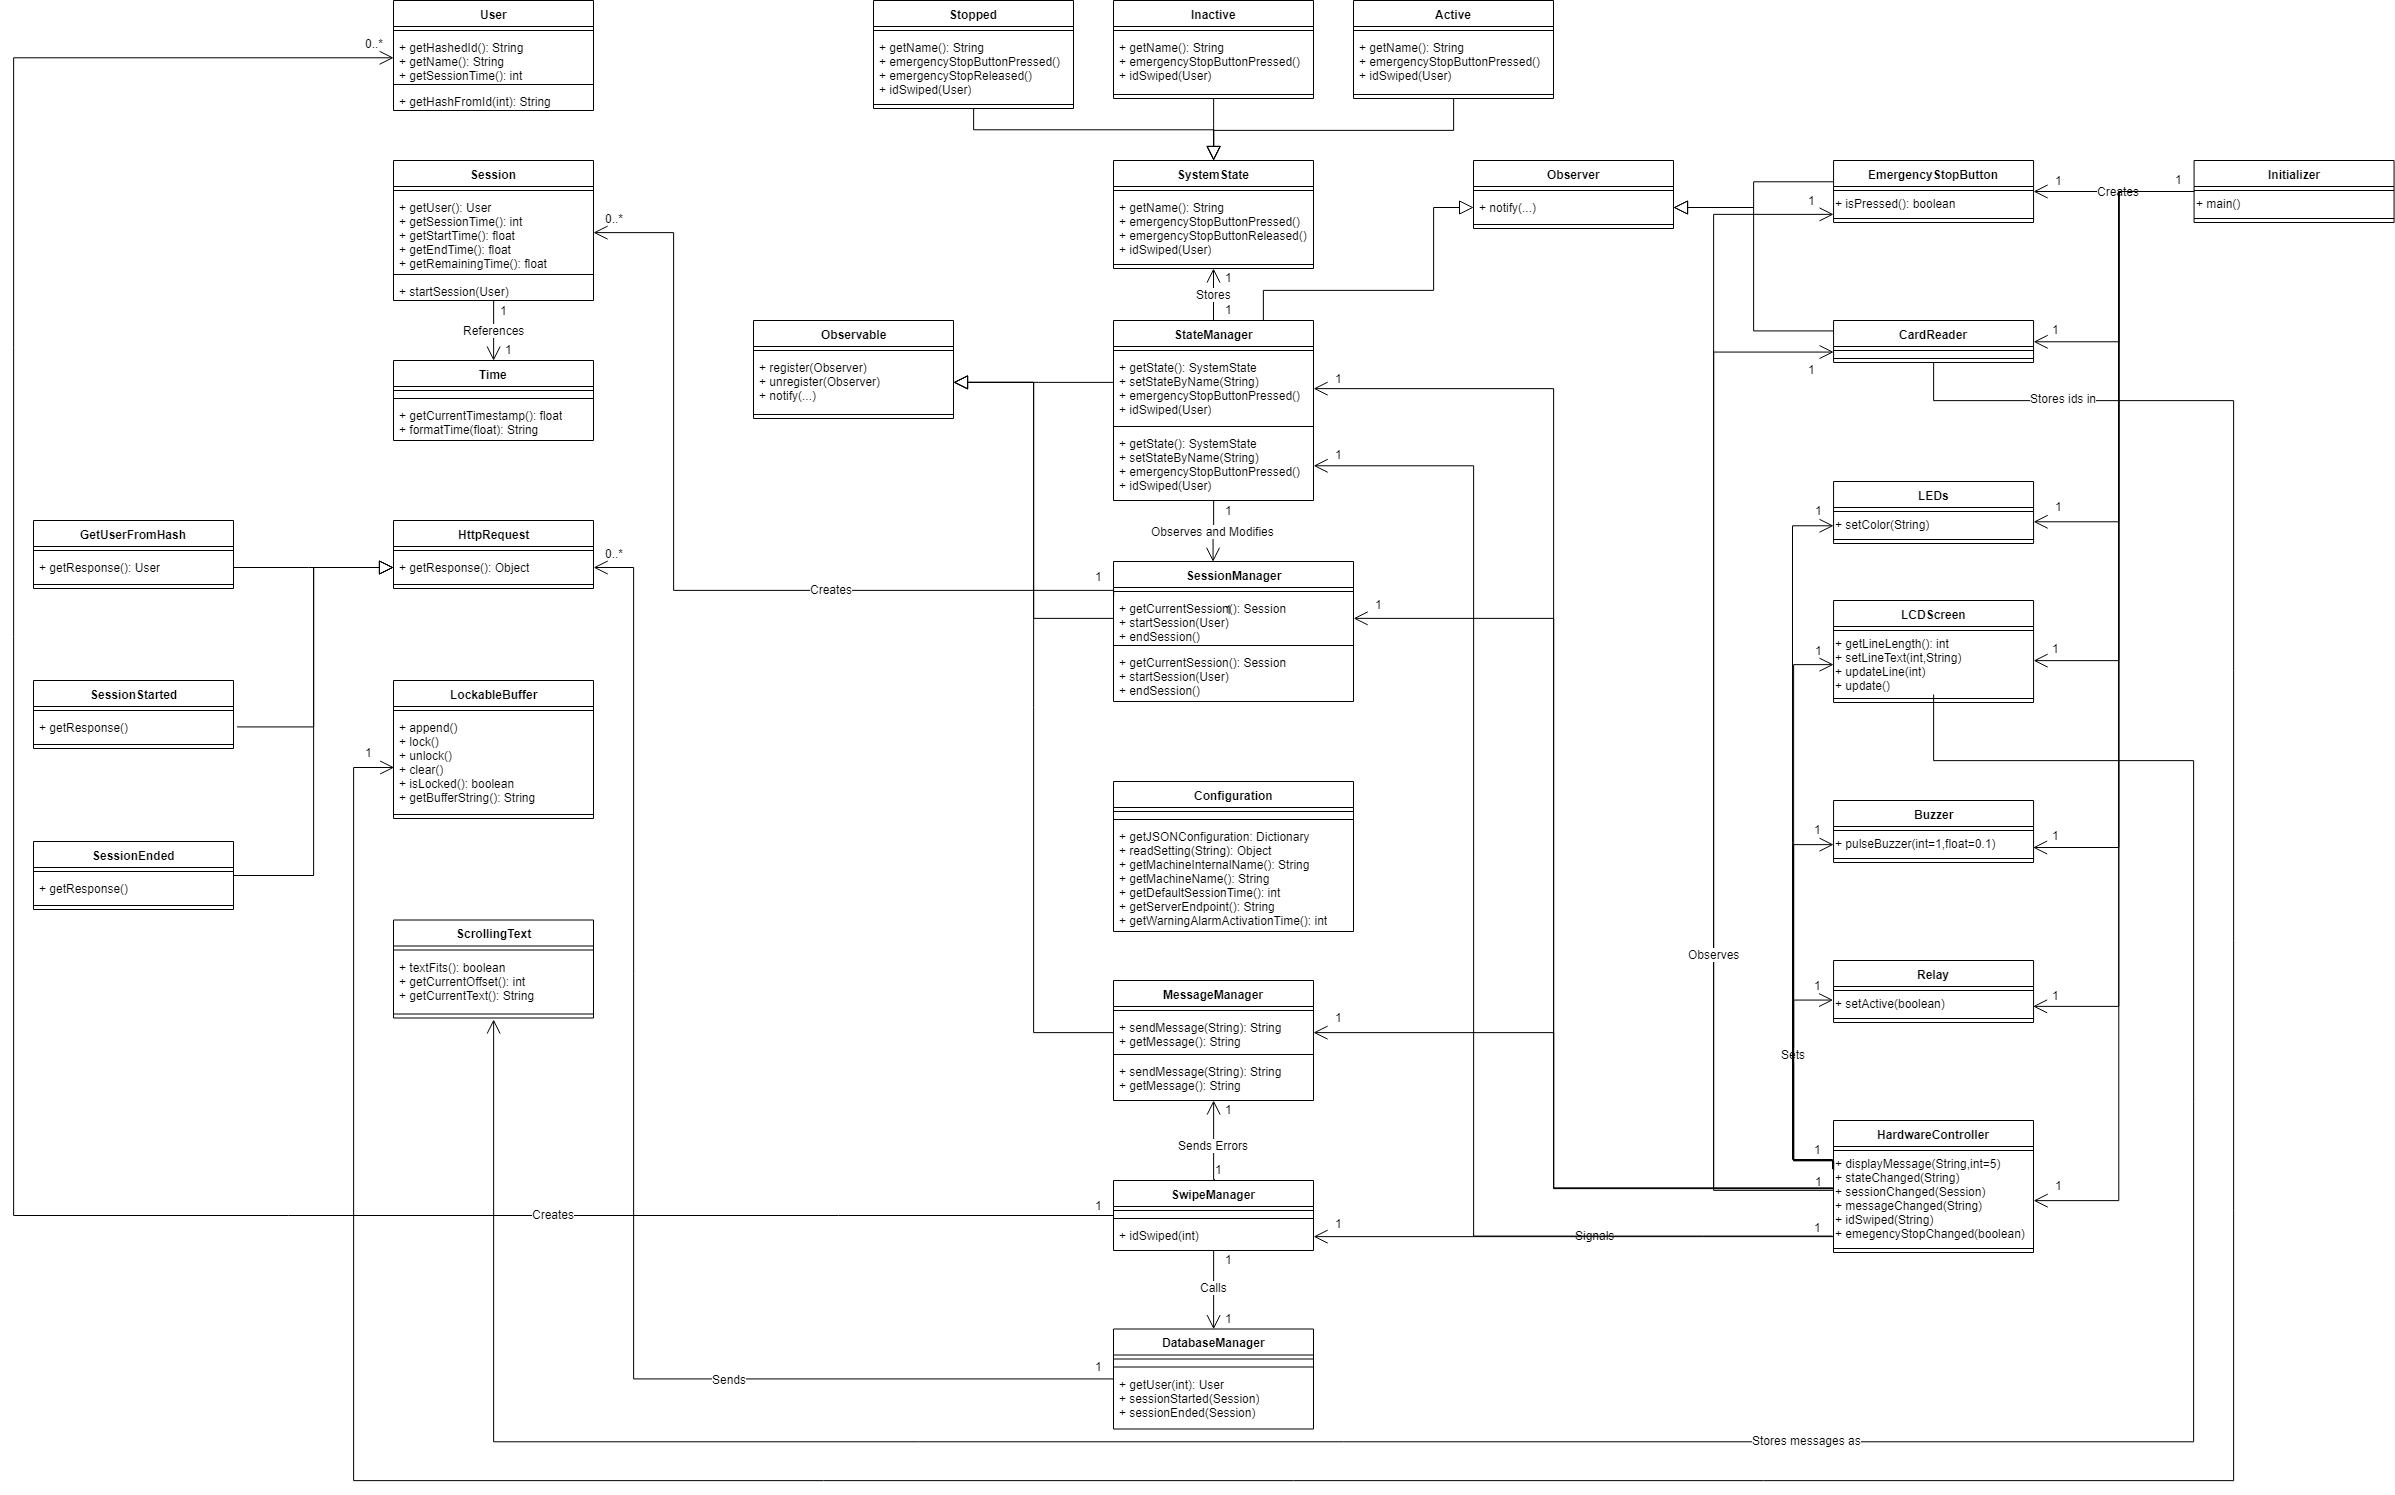 User
+ getHashedId(): String
+ getName(): String
+ getSessionTime(): int
+ getHashFromId(int): String
0..*
Stopped
+ getName(): String
+ emergencyStopButtonPressed()
+ emergencyStopReleased()
+ idSwiped(User)
Inactive
+ getName(): String
+ emergencyStopButtonPressed()
+ idSwiped(User)
Active
+ getName(): String
+ emergencyStopButtonPressed()
+ idSwiped(User)
Session
+ getUser(): User
+ getSessionTime(): int
+ getStartTime(): float
+ getEndTime(): float
+ getRemainingTime(): float
+ startSession(User)
0..*
1
References
1
SystemState
+ getName(): String
+ emergencyStopButtonPressed()
+ emergencyStopButtonReleased()
+ idSwiped(User)
1
Stores
1
Observer
+ notify(...)
EmergencyStopButton
+ isPressed(): boolean
1
1
Creates
1
Initializer
+ main()
Time
+ getCurrentTimestamp(): float
+ formatTime(float): String
Observable
+ register(Observer)
+ unregister(Observer)
+ notify(...)
StateManager
+ getState(): SystemState
+ setStateByName(String)
+ emergencyStopButtonPressed()
+ idSwiped(User)
+ getState(): SystemState
+ setStateByName(String)
+ emergencyStopButtonPressed()
+ idSwiped(User)
1
1
1
Observes and Modifies
CardReader
1
1
Stores ids in
LEDs
+ setColor(String)
1
1
GetUserFromHash
+ getResponse(): User
HttpRequest
+ getResponse(): Object
0..*
Creates
1
SessionManager
+ getCurrentSession(): Session
+ startSession(User)
+ endSession()
+ getCurrentSession(): Session
+ startSession(User)
+ endSession()
1
1
LCDScreen
+ getLineLength(): int
+ setLineText(int,String)
+ updateLine(int)
+ update()
1
1
SessionStarted
+ getResponse()
LockableBuffer
+ append()
+ lock()
+ unlock()
+ clear()
+ isLocked(): boolean
+ getBufferString(): String
1
Configuration
+ getJSONConfiguration: Dictionary
+ readSetting(String): Object
+ getMachineInternalName(): String
+ getMachineName(): String
+ getDefaultSessionTime(): int
+ getServerEndpoint(): String
+ getWarningAlarmActivationTime(): int
Buzzer
+ pulseBuzzer(int=1,float=0.1)
1
1
SessionEnded
+ getResponse()
ScrollingText
+ textFits(): boolean
+ getCurrentOffset(): int
+ getCurrentText(): String
Observes
MessageManager
+ sendMessage(String): String
+ getMessage(): String
+ sendMessage(String): String
+ getMessage(): String
1
1
Sends Errors
1
Relay
+ setActive(boolean)
1
1
Sets
HardwareController
+ displayMessage(String,int=5)
+ stateChanged(String)
+ sessionChanged(Session)
+ messageChanged(String)
+ idSwiped(String)
+ emegencyStopChanged(boolean)
1
1
1
1
SwipeManager
+ idSwiped(int)
Creates
1
1
Signals
1
Calls
1
DatabaseManager
+ getUser(int): User
+ sessionStarted(Session)
+ sessionEnded(Session)
Sends
1
Stores messages as